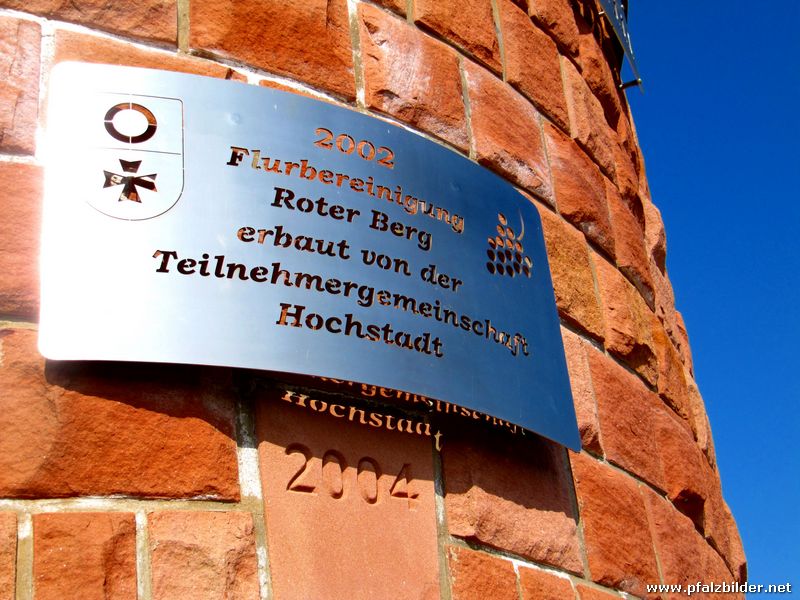 2002
Flurbereinigung
Roter Berg
erbaut von der
Teilnehmergemeinschaft
Hochstadt
Hochstadt
2004
www.pfalzbilder.net